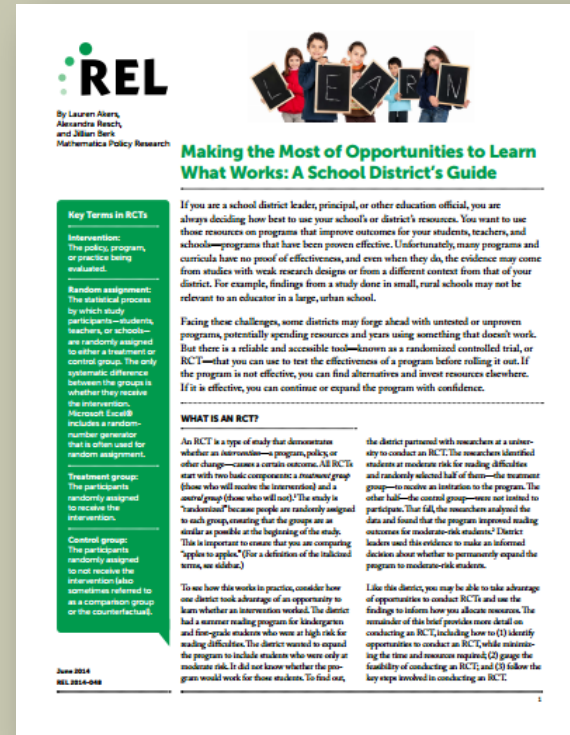 REL
By Lauren Akers,
Alexandra Resch,
and Jillian Berk
Mathematica Policy Research
L E A R N
Making the Most of Opportunities to Learn
What Works: A School District's Guide
Key Terms in RCTs
Intervention:
The policy, program,
or practice being
evaluated.
Random assignment:
The statistical process
by which study
participants—students,
teachers, or schools—
are randomly assigned
to either a treatment or
control group. The only
systematic difference
between the groups is
whether they receive
the intervention.
Microsoft Excel®
includes a random-
number generator
that is often used for
random assignment.
Treatment group:
The participants
randomly assigned
to receive the
intervention.
Control group:
The participants
randomly assigned
to not receive the
intervention (also
sometimes referred to
as a comparison group
or the counterfactual).
June 2014
REL 2014-048
If you are a school district leader, principal, or other education official, you are
always deciding how best to use your school's or district's resources. You want to use
those resources on programs that improve outcomes for your students, teachers, and
schools—programs that have been proven effective. Unfortunately, many programs and
curricula have no proof of effectiveness, and even when they do, the evidence may come
from studies with weak research designs or from a different context from that of your
district. For example, findings from a study done in small, rural schools may not be
relevant to an educator in a large, urban school.
Facing these challenges, some districts may forge ahead with untested or unproven
programs, potentially spending resources and years using something that doesn't work.
But there is a reliable and accessible tool—known as a randomized controlled trial, or
RCT—that you can use to test the effectiveness of a program before rolling it out. If
the program is not effective, you can find alternatives and invest resources elsewhere.
If it is effective, you can continue or expand the program with confidence.
WHAT IS AN RCT?
An RCT is a type of study that demonstrates
whether an intervention—a program, policy, or
other change—causes a certain outcome. All RCTs
start with two basic components: a treatment group
(those who will receive the intervention) and a
control group (those who will not).¹ The study is
"randomized" because people are randomly assigned
to each group, ensuring that the groups are as
similar as possible at the beginning of the study.
This is important to ensure that you are comparing
"apples to apples." (For a definition of the italicized
terms, see sidebar.)
To see how this works in practice, consider how
one district took advantage of an opportunity to
learn whether an intervention worked. The district
had a summer reading program for kindergarten
and first-grade students who were at high risk for
reading difficulties. The district wanted to expand
the program to include students who were only at
moderate risk. It did not know whether the pro-
gram would work for those students. To find out,
the district partnered with researchers at a univer-
sity to conduct an RCT. The researchers identified
students at moderate risk for reading difficulties
and randomly selected half of them—the treatment
group—to receive an invitation to the program. The
other half—the control group—were not invited to
participate. That fall, the researchers analyzed the
data and found that the program improved reading
outcomes for moderate-risk students.² District
leaders used this evidence to make an informed
decision about whether to permanently expand the
program to moderate-risk students.
Like this district, you may be able to take advantage
of opportunities to conduct RCTs and use the
findings to inform how you allocate resources. The
remainder of this brief provides more detail on
conducting an RCT, including how to (1) identify
opportunities to conduct an RCT, while minimiz-
ing the time and resources required; (2) gauge the
feasibility of conducting an RCT; and (3) follow the
key steps involved in conducting an RCT.
1